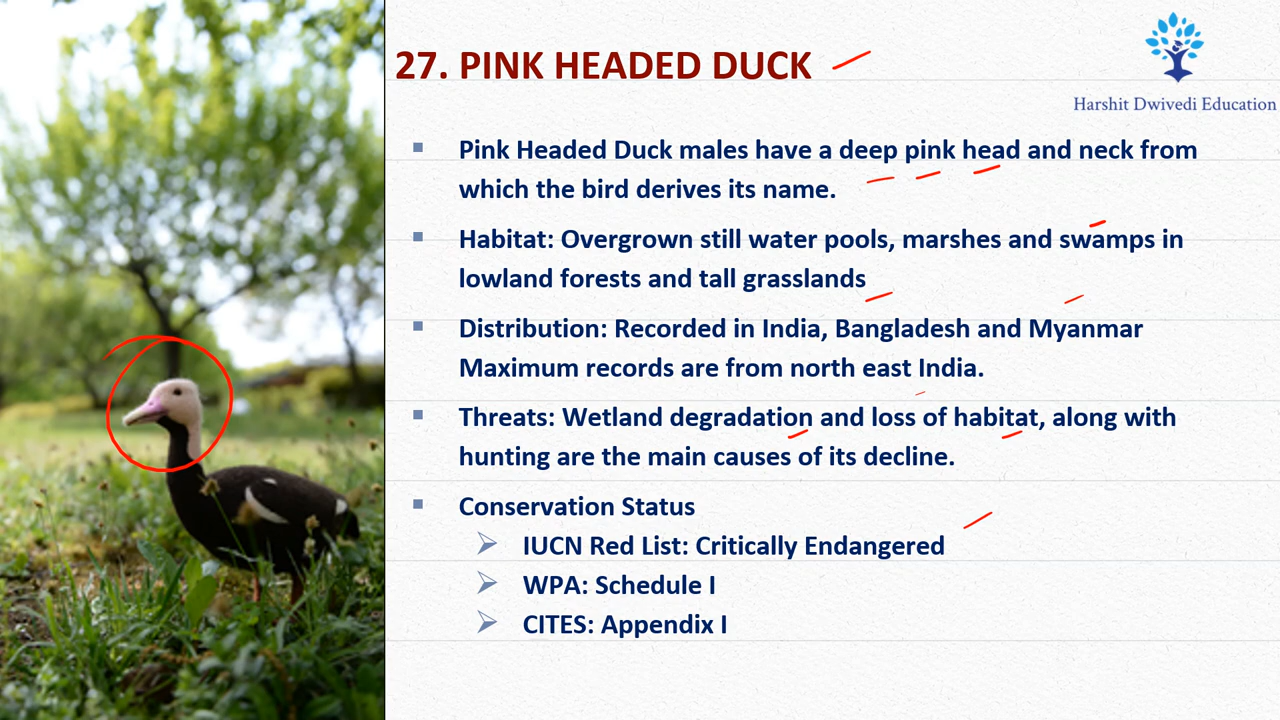 27. PINK HEADED DUCK
Harshit Dwivedi Education
▪ Pink Headed Duck males have a deep pink head and neck from
which the bird derives its name.
▪ Habitat: Overgrown still water pools, marshes and swamps in
lowland forests and tall grasslands
▪ Distribution: Recorded in India, Bangladesh and Myanmar
Maximum records are from north east India.
▪ Threats: Wetland degradation and loss of habitat, along with
hunting are the main causes of its decline.
▪ Conservation Status
➢ IUCN Red List: Critically Endangered
➢ WPA: Schedule I
➢ CITES: Appendix I